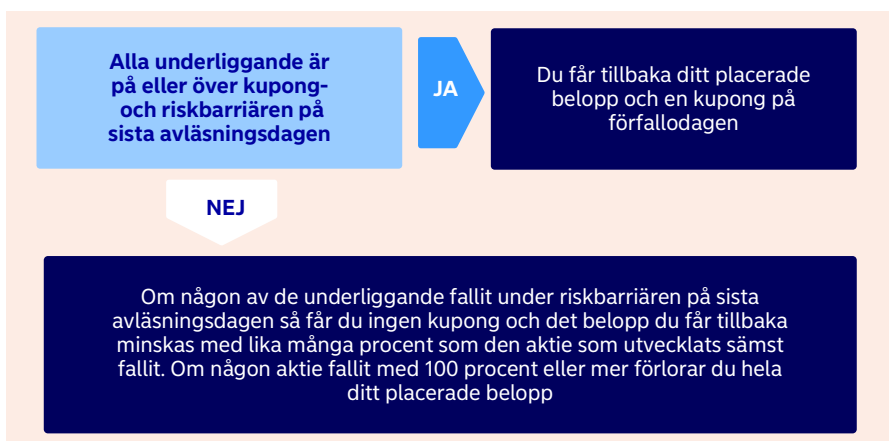 Alla underliggande är
på eller över kupong-
och riskbarriären på
sista avläsningsdagen
JA
Du får tillbaka ditt placerade
belopp och en kupong på
förfallodagen
NEJ
Om någon av de underliggande fallit under riskbarriären på sista
avläsningsdagen så får du ingen kupong och det belopp du får tillbaka
minskas med lika många procent som den aktie som utvecklats sämst
fallit. Om någon aktie fallit med 100 procent eller mer förlorar du hela
ditt placerade belopp